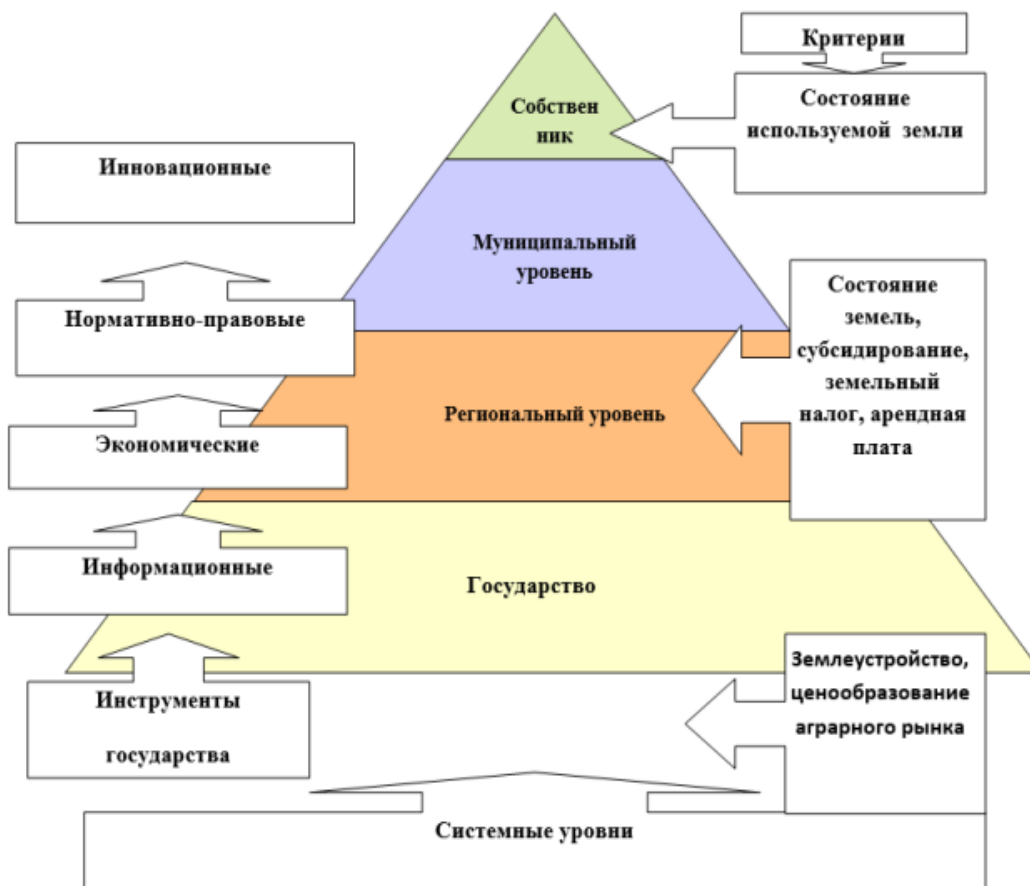 Критерии
Собствен
ник
Состояние
используемой земли
Инновационные
Муниципальный
уровень
Нормативно-правовые
Состояние
земель,
субсидирование,
земельный
налог, арендная
плата
Региональный уровень
Экономические
Информационные
Государство
Инструменты
государства
Землеустройство,
ценообразование
аграрного рынка
Системные уровни